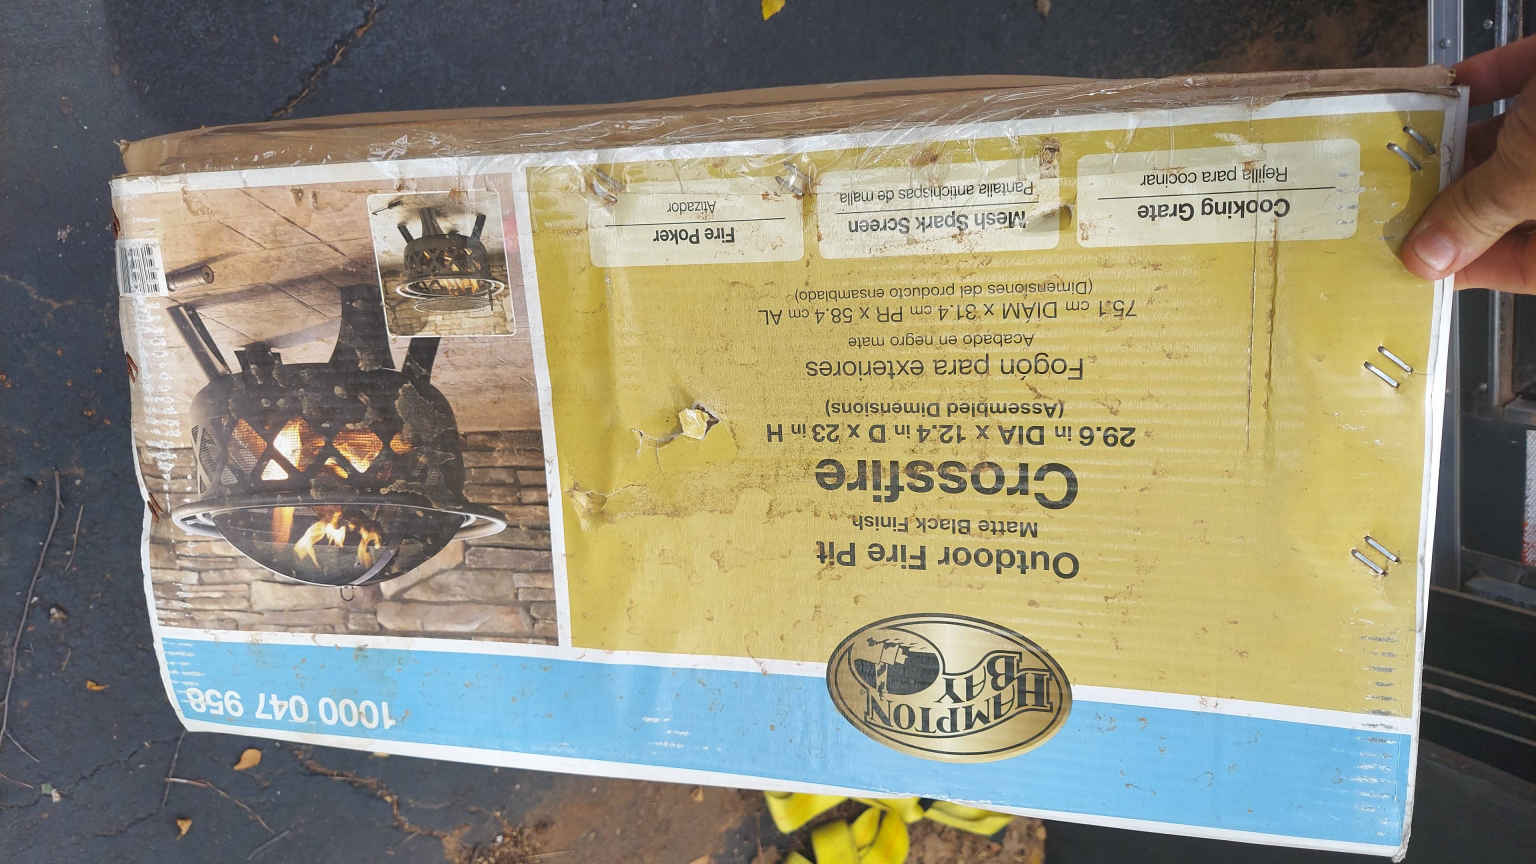 HAMPTON
BAY
1000 047 958
Outdoor Fire Pit
Matte Black Finish
Crossfire
29.6 in DIA x 12.4 in D x 23 in H
(Assembled Dimensions)
Fogón para exteriores
Acabado en negro mate
75.1 cm DIÁM x 31.4 cm PR x 58.4 cm AL
(Dimensiones del producto ensamblado)
Cooking Grate
Rejilla para cocinar
Mesh Spark Screen
Pantalla antichispas de malla
Fire Poker
Atizador